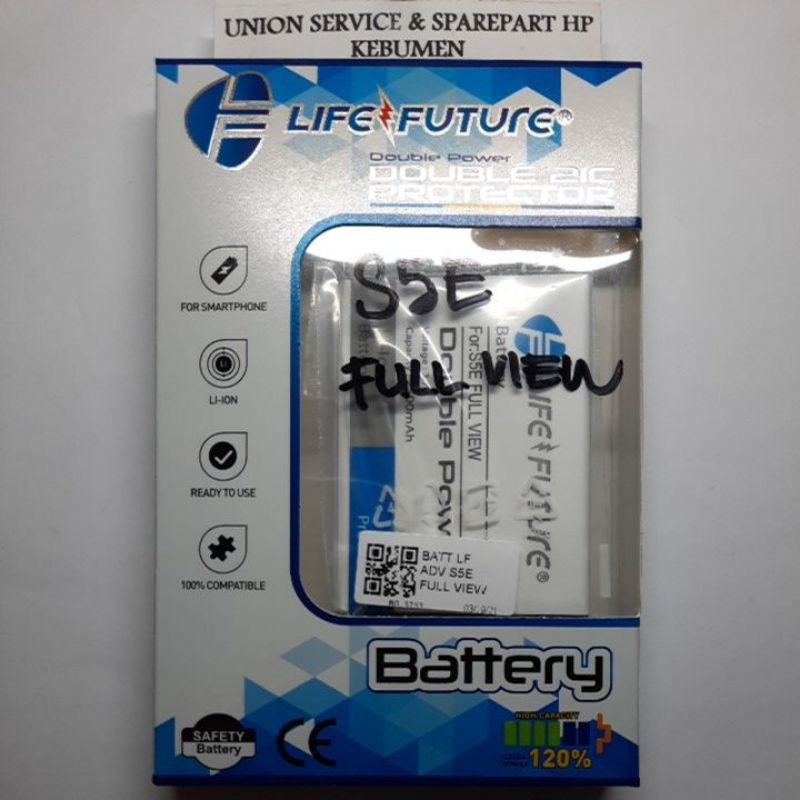 UNION SERVICE & SPAREPART HP
KEBUMEN
LIFE FUTURE®
Double Power
DOUBLE 2IC
PROTECTOR
FOR SMARTPHONE
LI-ION
READY TO USE
100% COMPATIBLE
S5E
FULL VIEW
LIFE FUTURE®
For:S5E FULL VIEW
Double
BATT LF
ADV S5E
FULL VIEW
Battery
SAFETY
Battery
CE
HIGH CAPACITY
120%